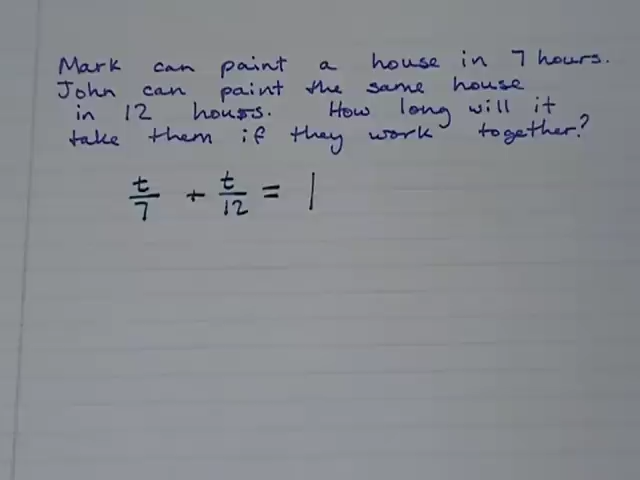 Mark can paint a house in 7 hours.
John can paint the same house
in 12 hours. How long will it
take them if they work together?
t/7 + t/12 = 1